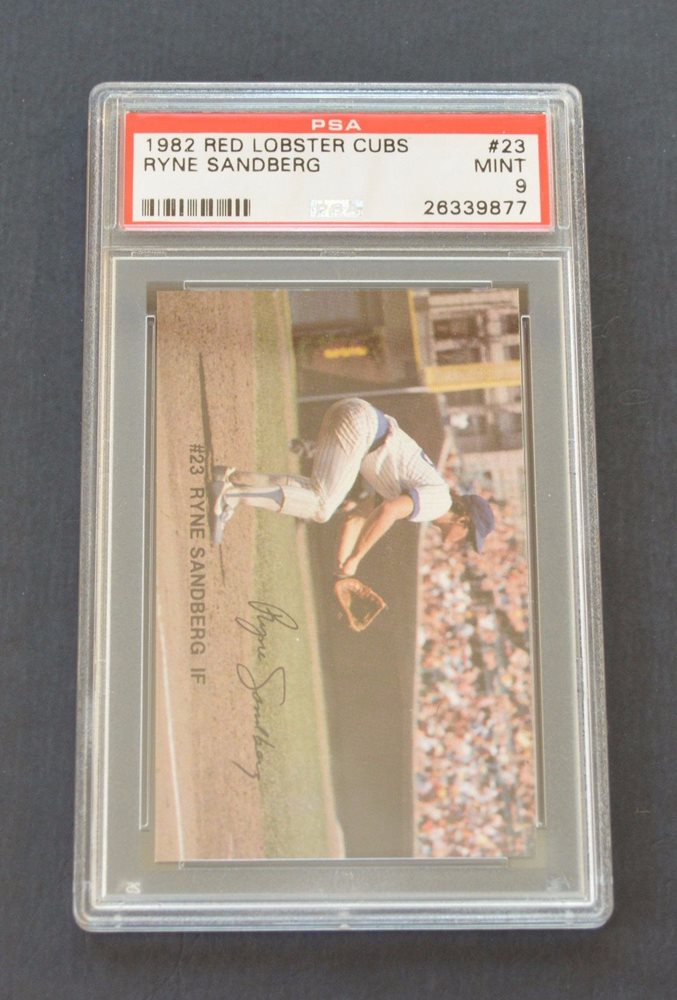 PSA
1982 RED LOBSTER CUBS #23
RYNE SANDBERG MINT
9
26339877
#23 RYNE SANDBERG IF
Ryne Sandberg